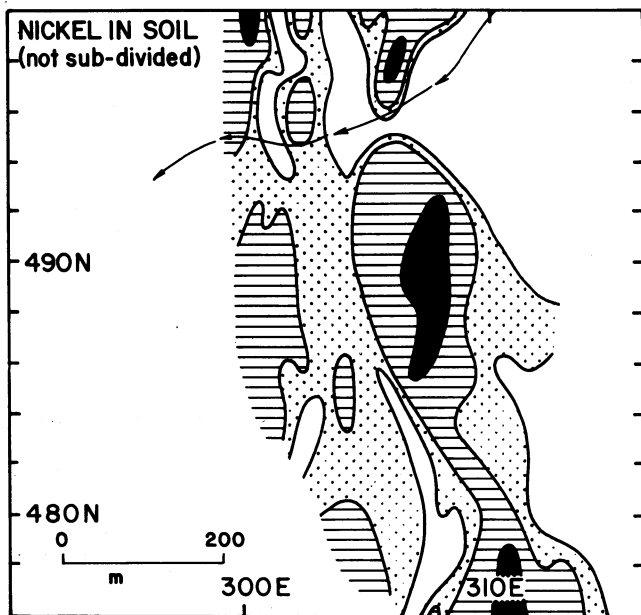 NICKEL IN SOIL
(not sub-divided)
490N
480N
0 200
m
300E 310E